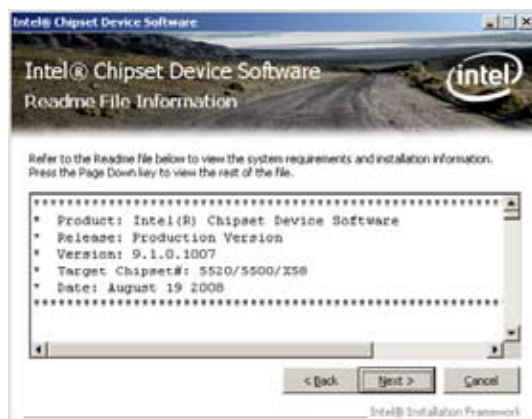 Intel® Chipset Device Software
Intel® Chipset Device Software
intel
Readme File Information
Refer to the Readme file below to view the system requirements and installation information.
Press the Page Down key to view the rest of the file.
************************************************************
* Product: Intel(R) Chipset Device Software
* Release: Production Version
* Version: 9.1.0.1007
* Target Chipset#: 5520/5500/X58
* Date: August 19 2008
************************************************************
< Back Next > Cancel
Intel® Installation Framework